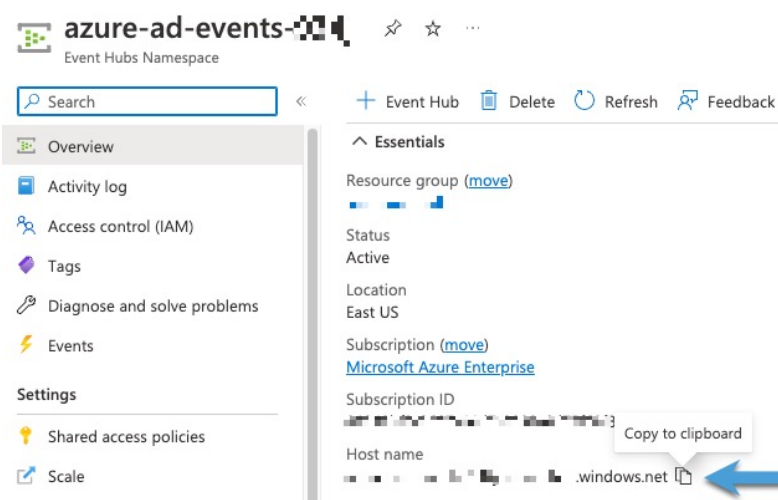 azure-ad-events-
Event Hubs Namespace
Search
«
Event Hub
Delete
Refresh
Feedback
Overview
Activity log
Access control (IAM)
Tags
Diagnose and solve problems
Events
Settings
Shared access policies
Scale
Essentials
Resource group (move)
Status
Active
Location
East US
Subscription (move)
Microsoft Azure Enterprise
Subscription ID
Copy to clipboard
Host name
.windows.net